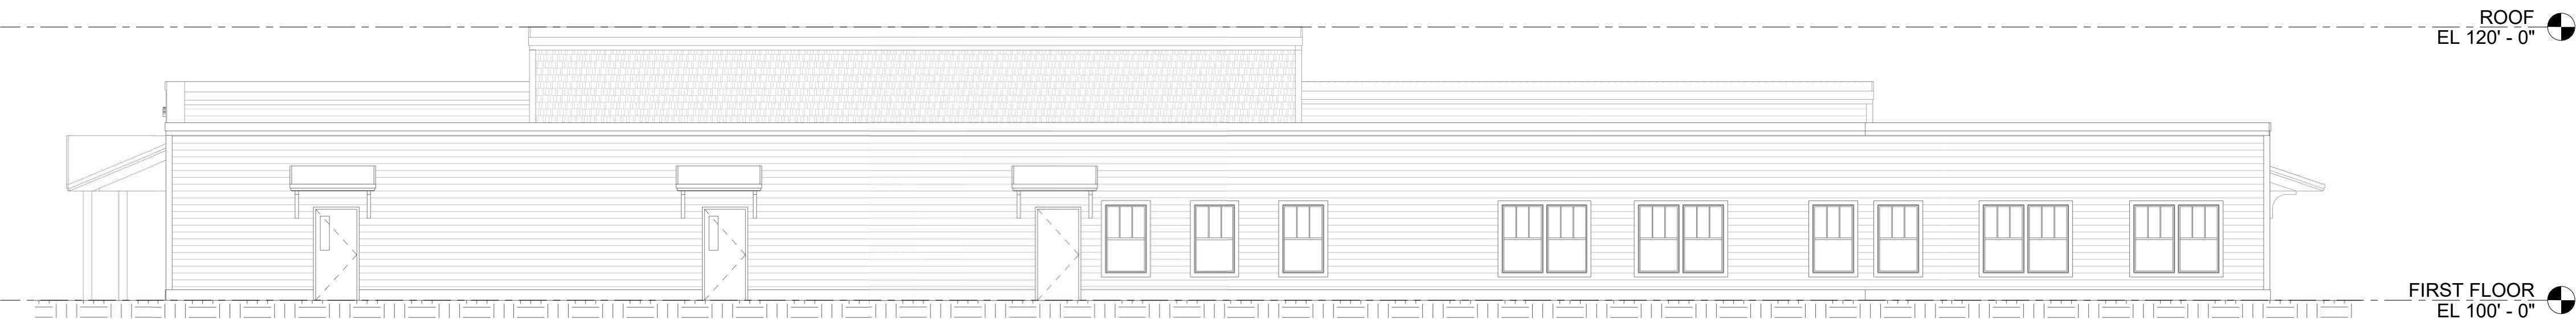 ROOF
EL 120' - 0"
FIRST FLOOR
EL 100' - 0"